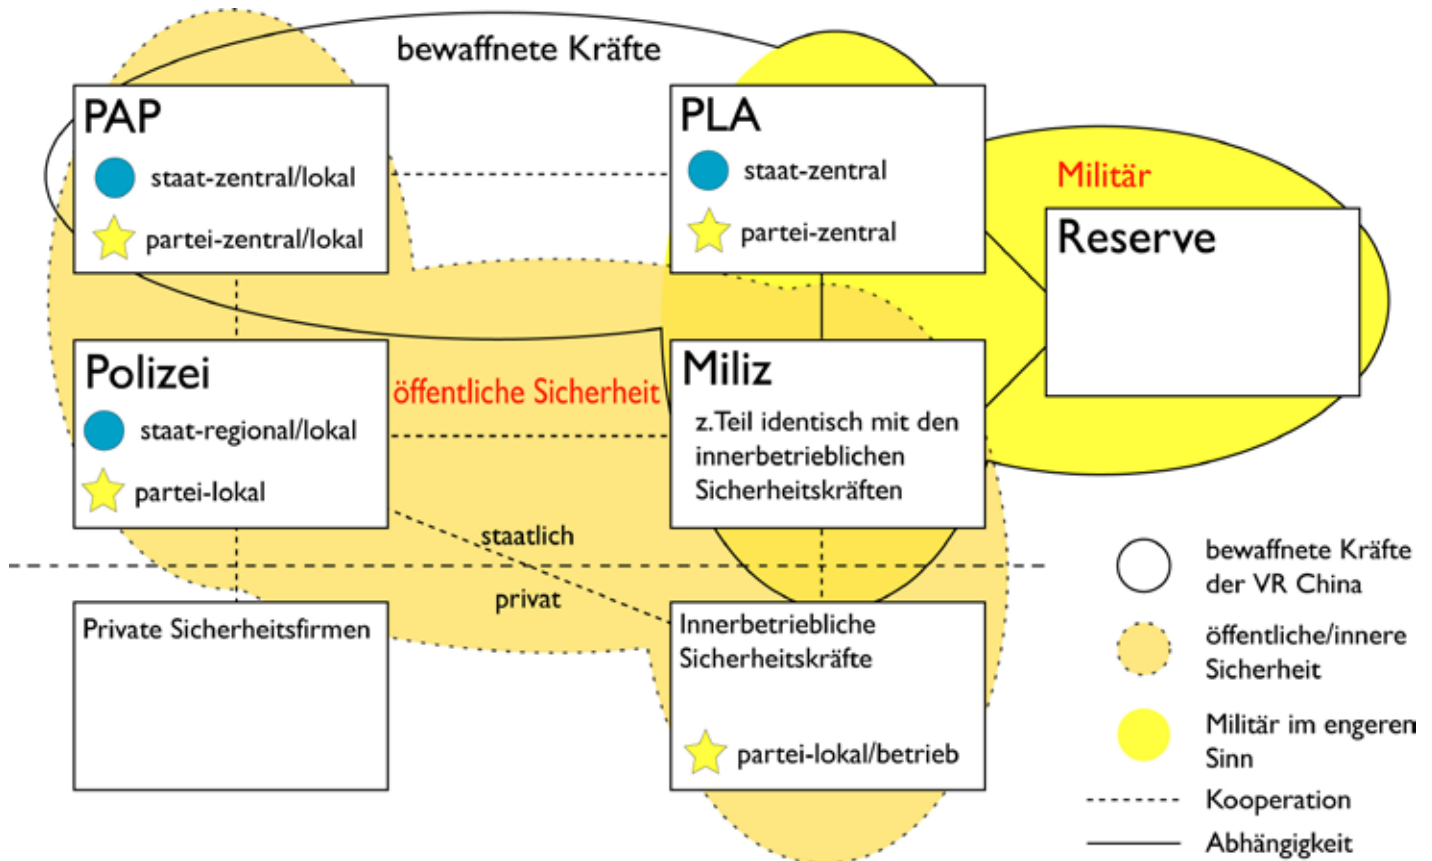 bewaffnete Kräfte
PAP
staat-zentral/lokal
partei-zentral/lokal
PLA
staat-zentral
partei-zentral
Militär
Reserve
Polizei
staat-regional/lokal
partei-lokal
öffentliche Sicherheit
Miliz
z.Teil identisch mit den
innerbetrieblichen
Sicherheitskräften
staatlich
privat
Private Sicherheitsfirmen
Innerbetriebliche
Sicherheitskräfte
partei-lokal/betrieb
bewaffnete Kräfte
der VR China
öffentliche/innere
Sicherheit
Militär im engeren
Sinn
Kooperation
Abhängigkeit